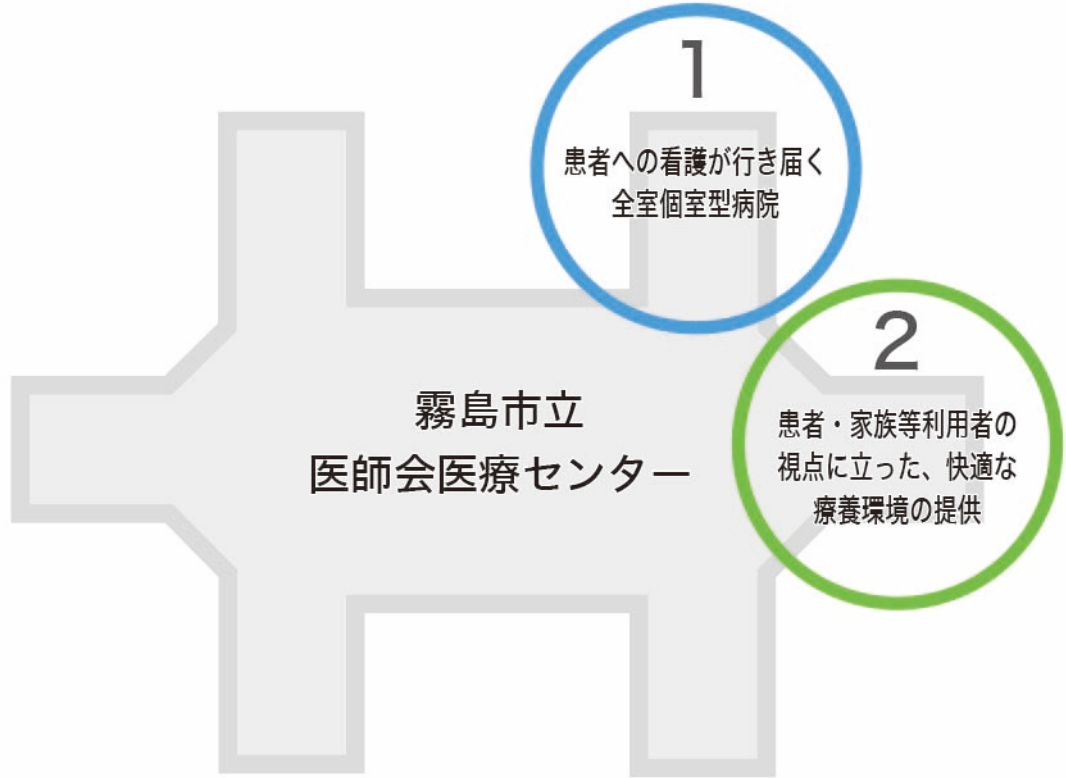 1
患者への看護が行き届く
全室個室型病院
2
患者・家族等利用者の
視点に立った、快適な
療養環境の提供
霧島市立
医師会医療センター